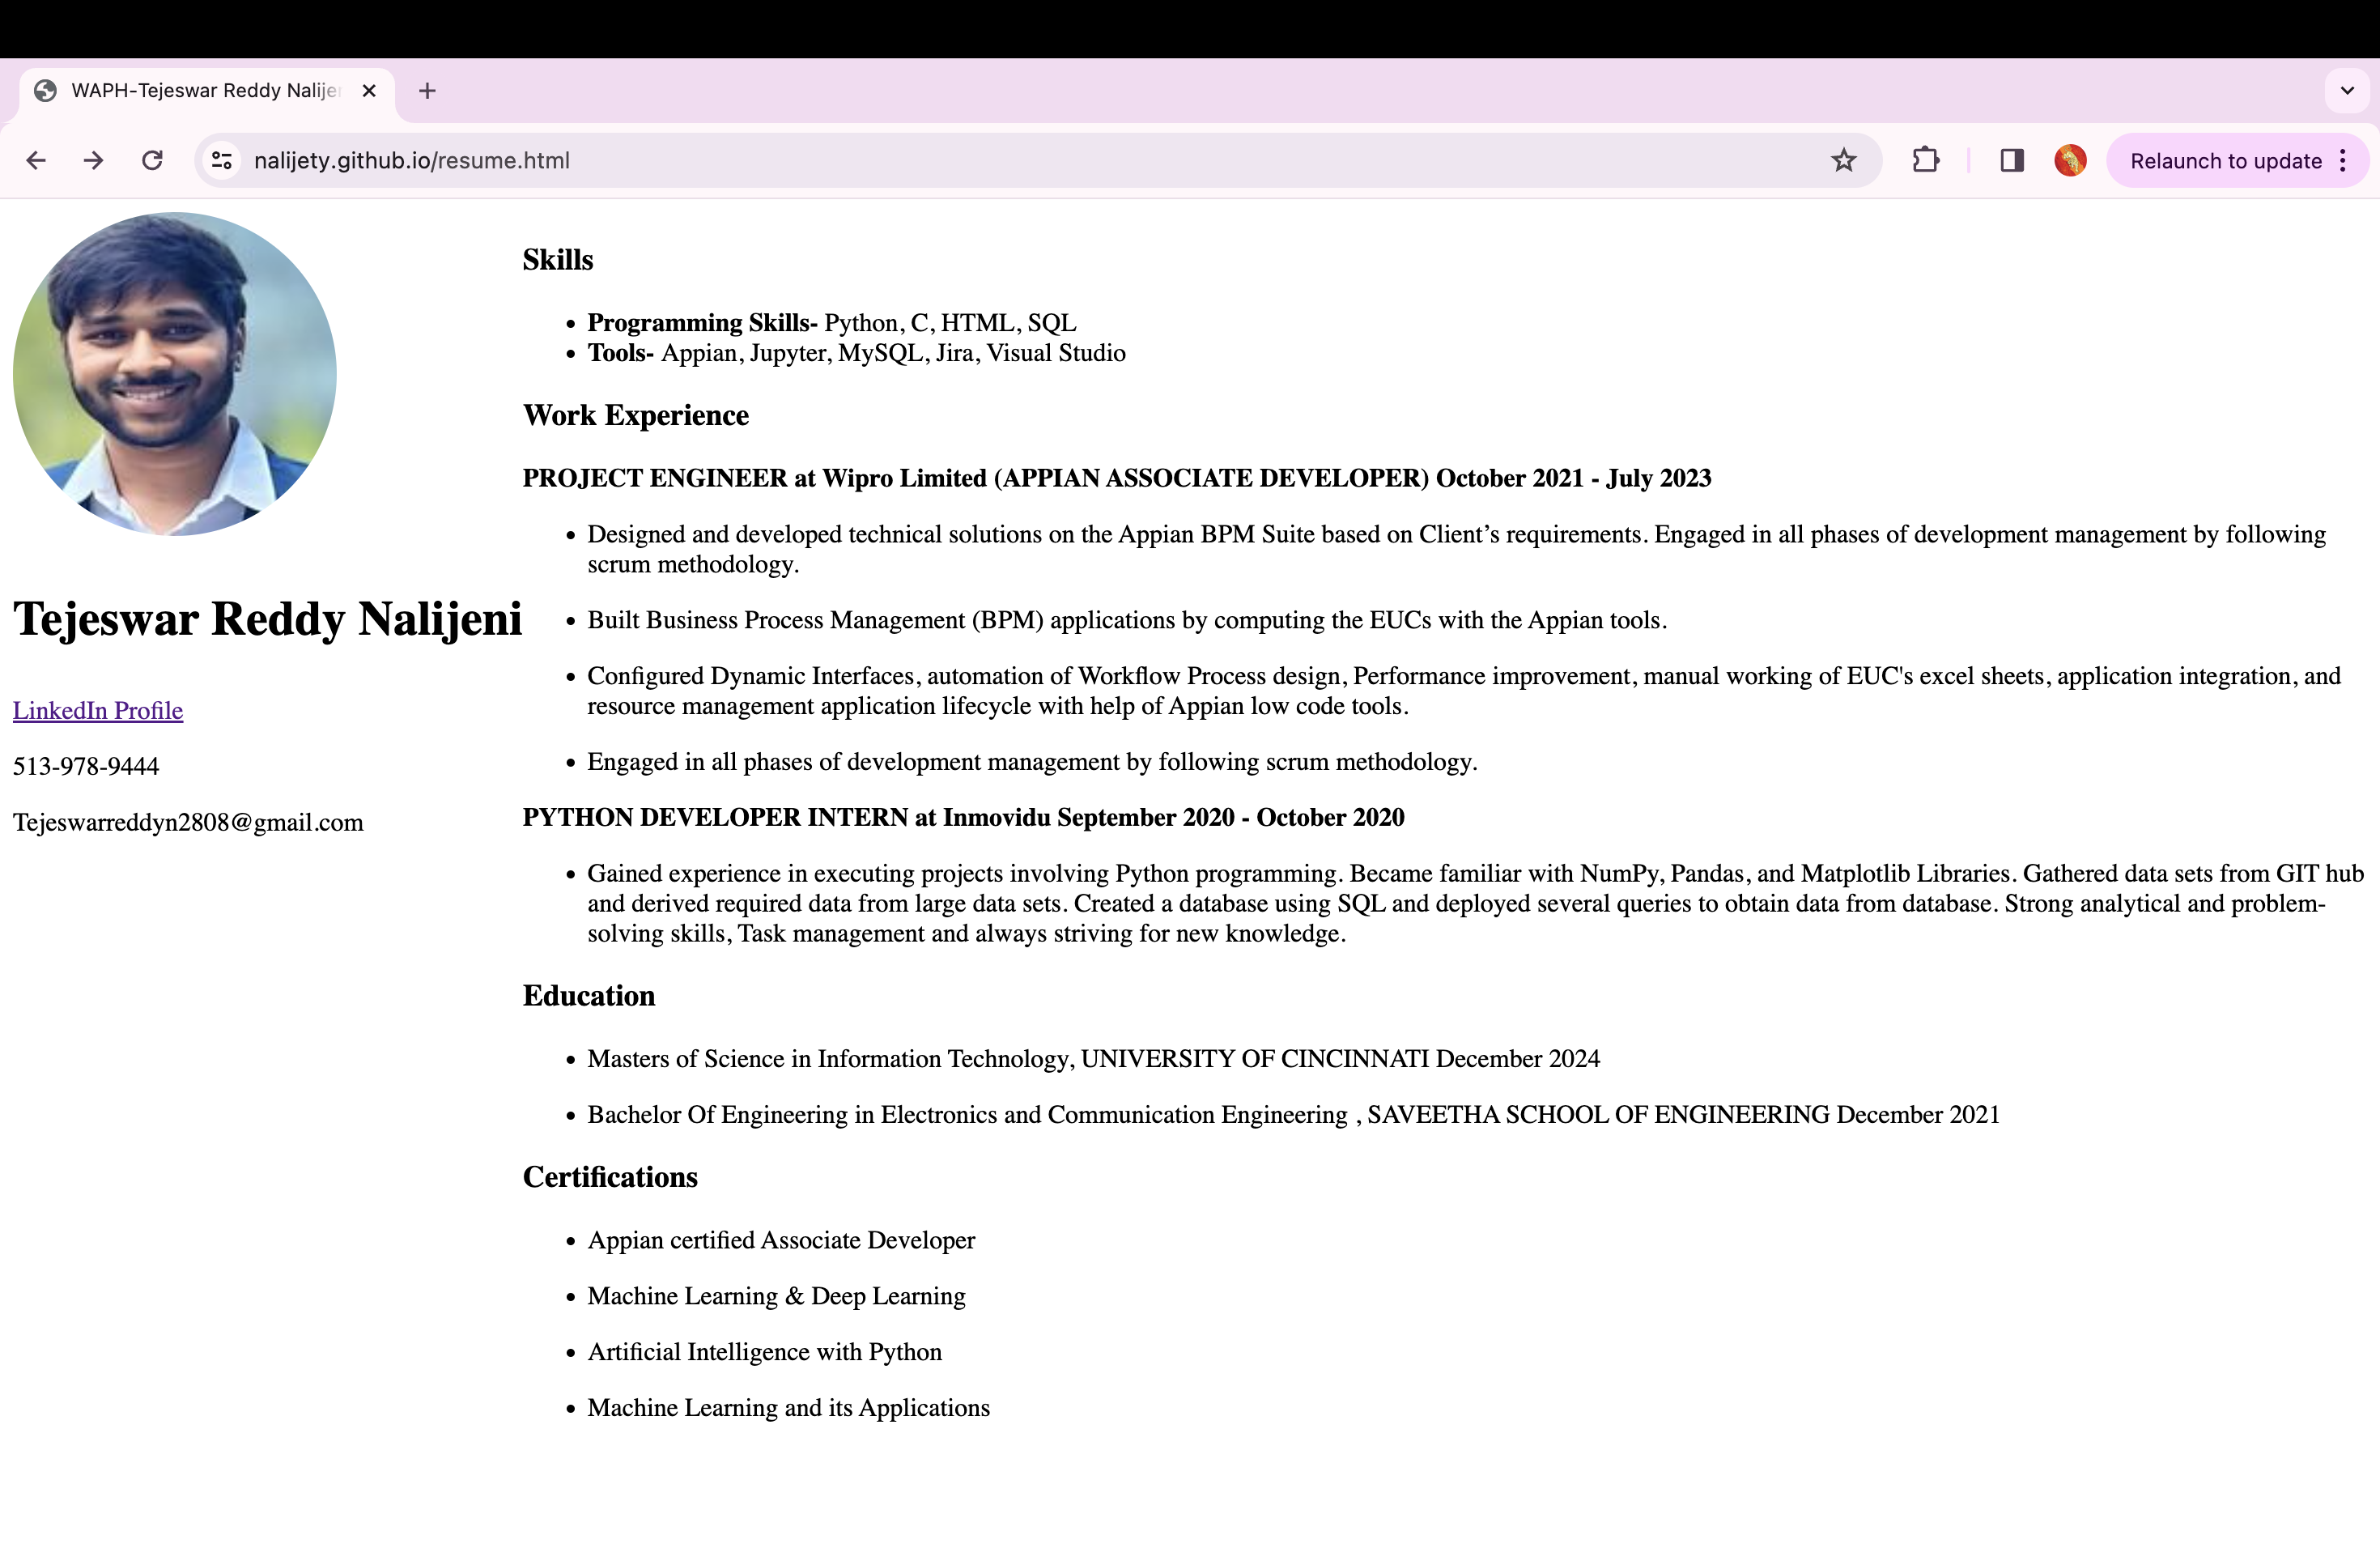 WAPH-Tejeswar Reddy Nalije
nalijety.github.io/resume.html
Relaunch to update
Tejeswar Reddy Nalijeni
LinkedIn Profile
513-978-9444
Tejeswarreddyn2808@gmail.com
Skills
• Programming Skills- Python, C, HTML, SQL
• Tools- Appian, Jupyter, MySQL, Jira, Visual Studio
Work Experience
PROJECT ENGINEER at Wipro Limited (APPIAN ASSOCIATE DEVELOPER) October 2021 - July 2023
• Designed and developed technical solutions on the Appian BPM Suite based on Client’s requirements. Engaged in all phases of development management by following
scrum methodology.
• Built Business Process Management (BPM) applications by computing the EUCs with the Appian tools.
• Configured Dynamic Interfaces, automation of Workflow Process design, Performance improvement, manual working of EUC's excel sheets, application integration, and
resource management application lifecycle with help of Appian low code tools.
• Engaged in all phases of development management by following scrum methodology.
PYTHON DEVELOPER INTERN at Inmovidu September 2020 - October 2020
• Gained experience in executing projects involving Python programming. Became familiar with NumPy, Pandas, and Matplotlib Libraries. Gathered data sets from GIT hub
and derived required data from large data sets. Created a database using SQL and deployed several queries to obtain data from database. Strong analytical and problem-
solving skills, Task management and always striving for new knowledge.
Education
• Masters of Science in Information Technology, UNIVERSITY OF CINCINNATI December 2024
• Bachelor Of Engineering in Electronics and Communication Engineering , SAVEETHA SCHOOL OF ENGINEERING December 2021
Certifications
• Appian certified Associate Developer
• Machine Learning & Deep Learning
• Artificial Intelligence with Python
• Machine Learning and its Applications